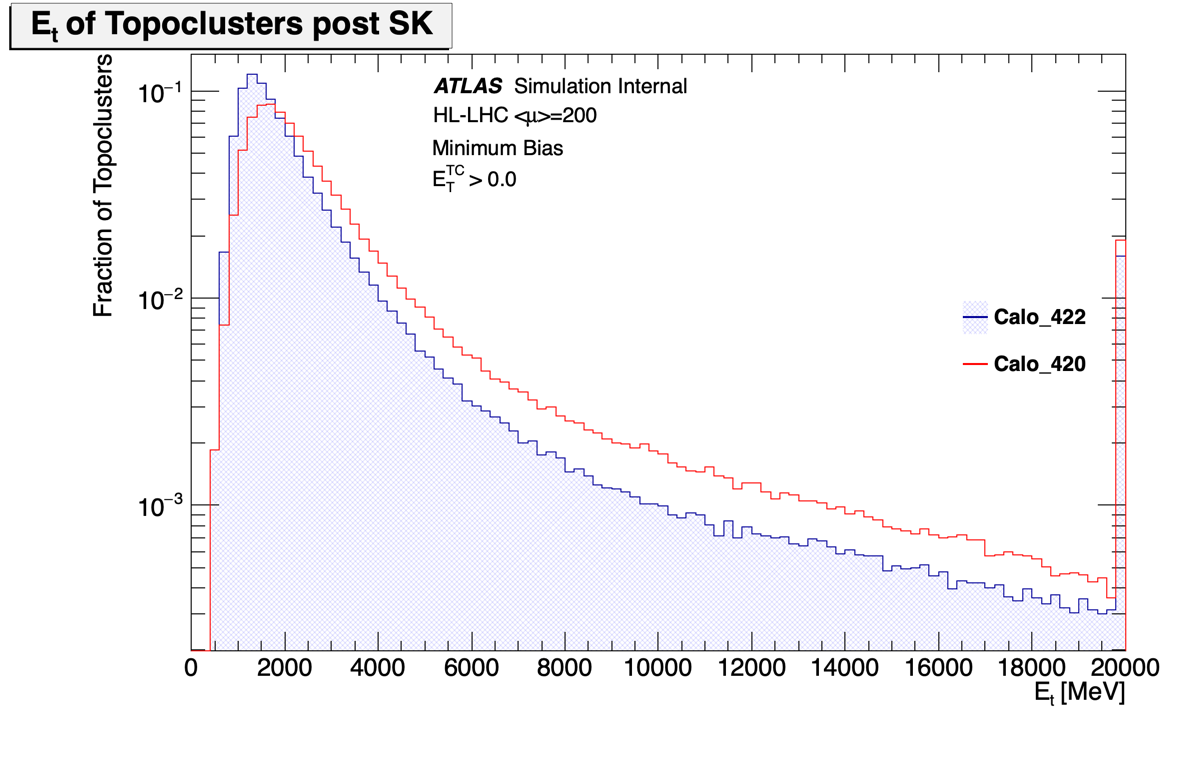 Et of Topoclusters post SK
Fraction of Topoclusters
10−1
10−2
10−3
ATLAS Simulation Internal
HL-LHC <μ>=200
Minimum Bias
ETTC > 0.0
Calo_422
Calo_420
0 2000 4000 6000 8000 10000 12000 14000 16000 18000 20000
Et [MeV]